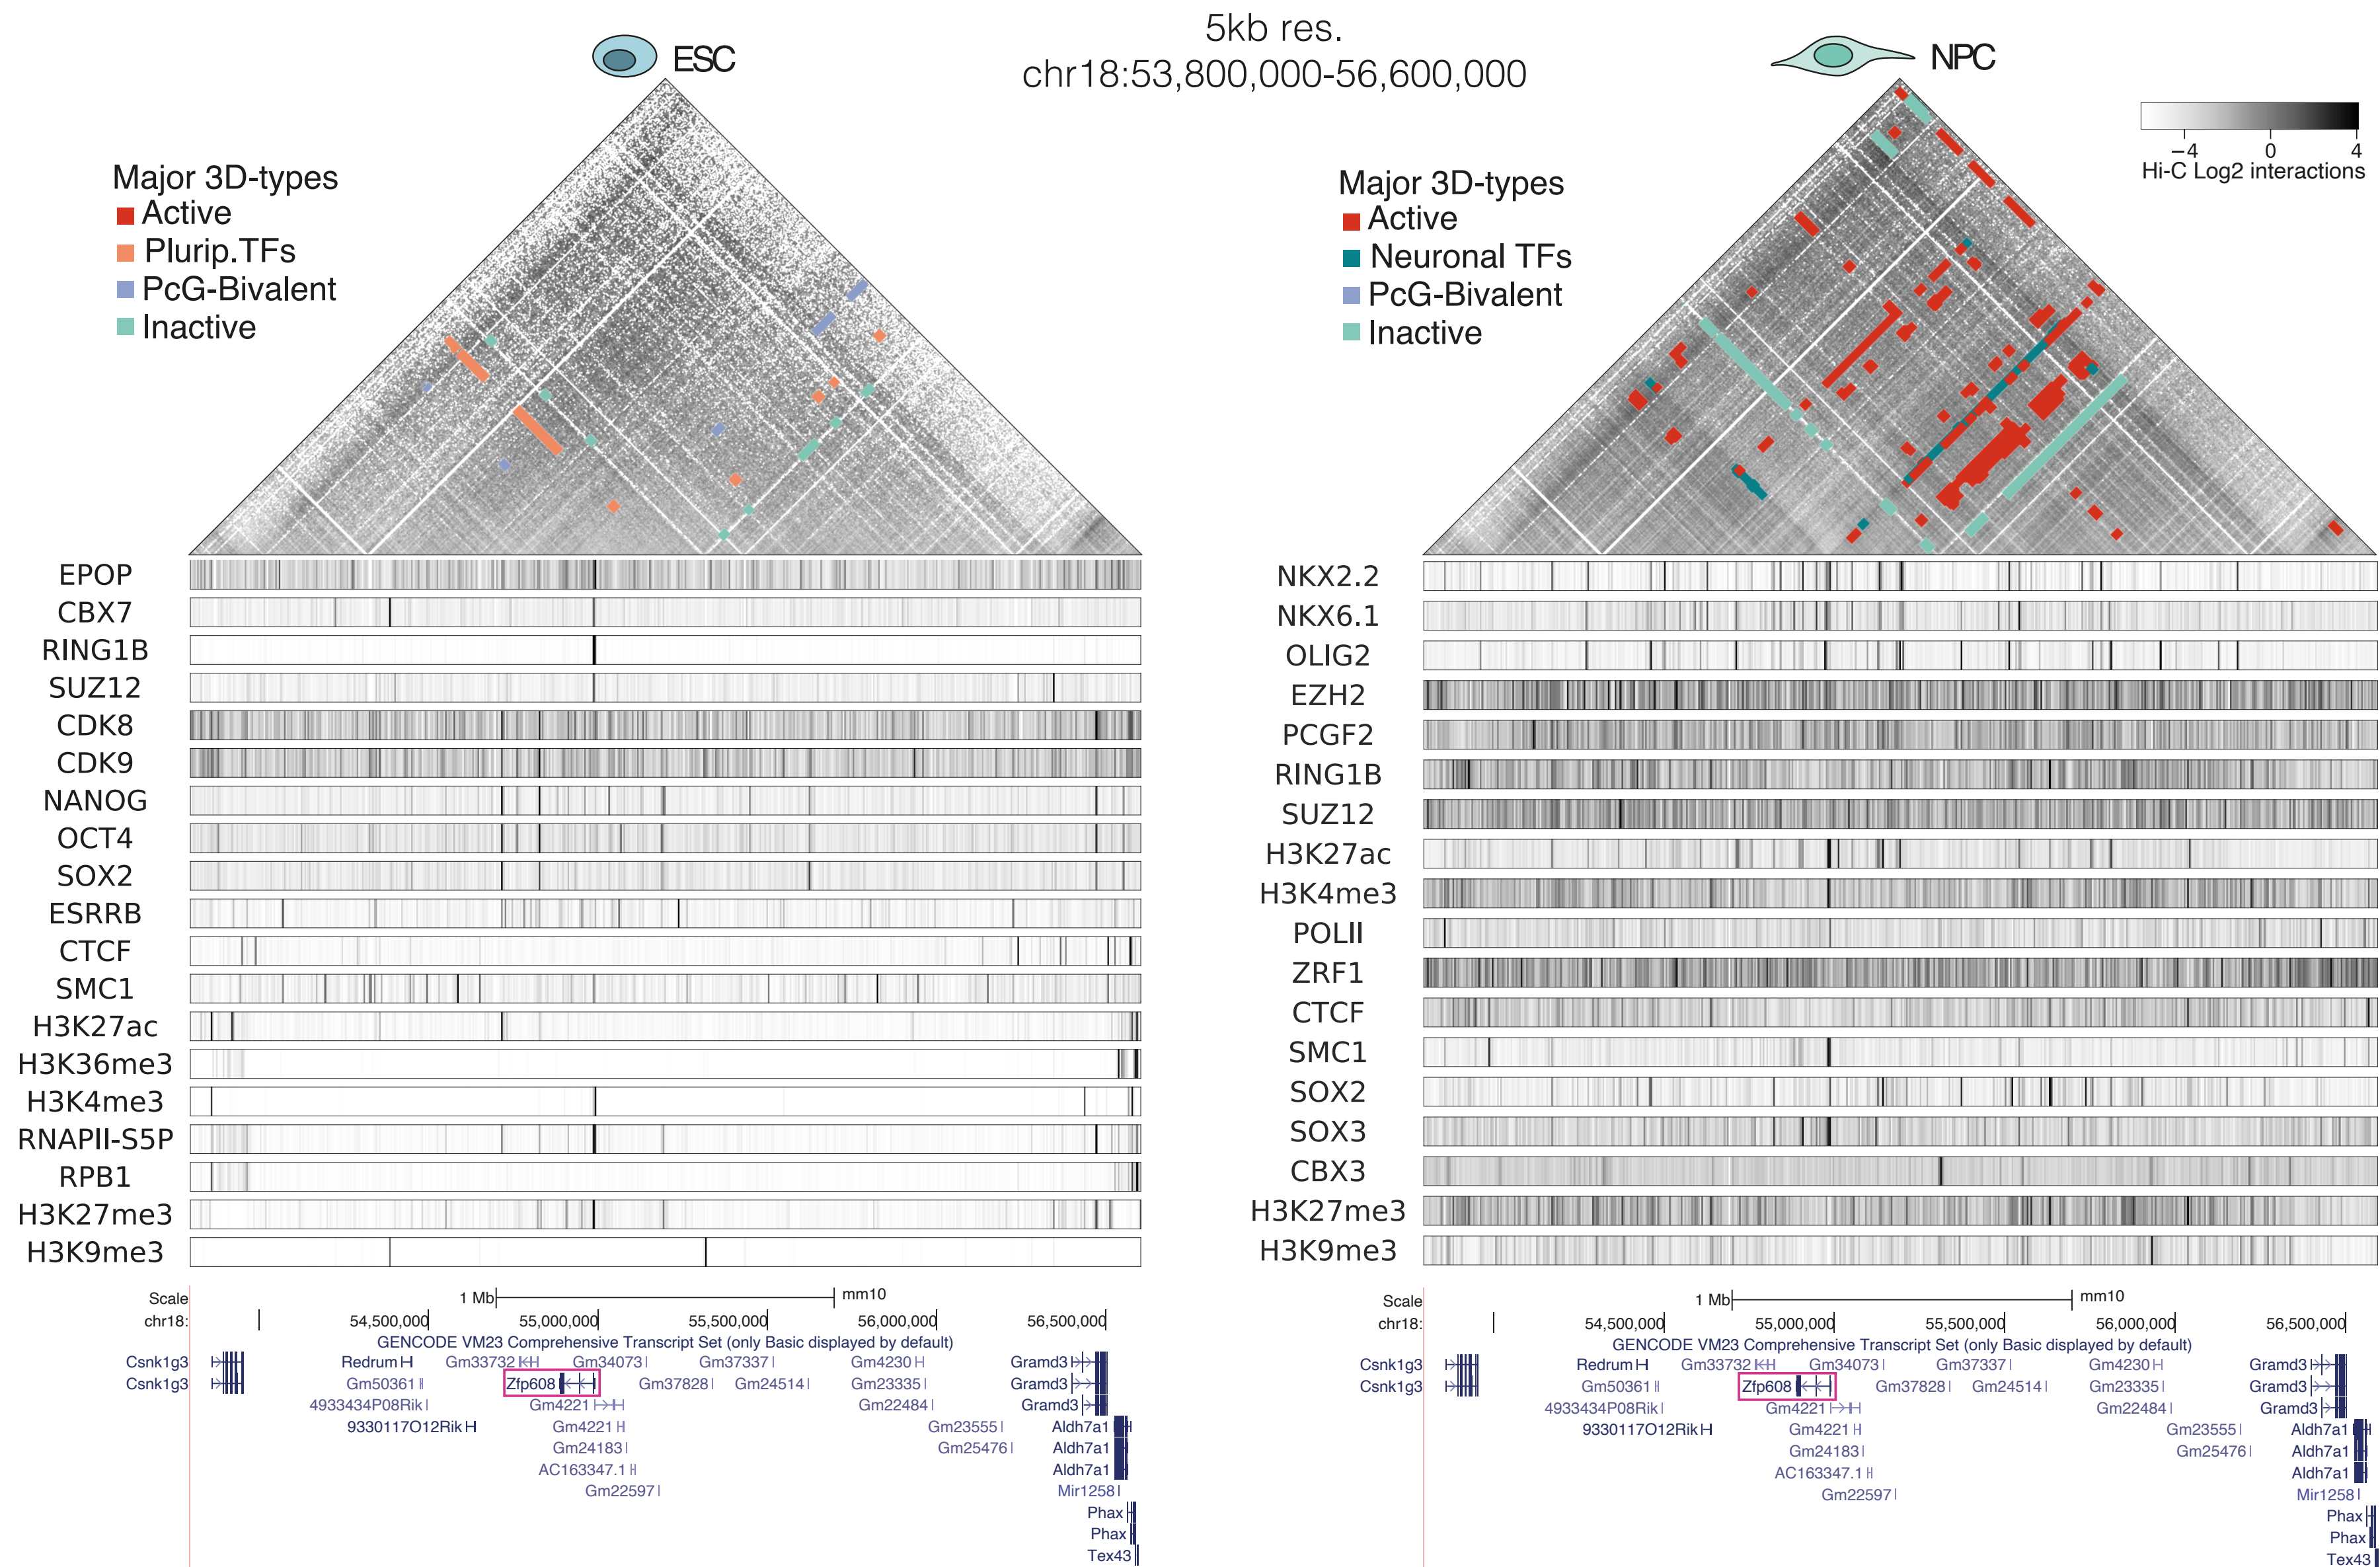 5kb res.
chr18:53,800,000-56,600,000
ESC
Major 3D-types
Active
Plurip.TFs
PcG-Bivalent
Inactive
EPOP
CBX7
RING1B
SUZ12
CDK8
CDK9
NANOG
OCT4
SOX2
ESRRB
CTCF
SMC1
H3K27ac
H3K36me3
H3K4me3
RNAPII-S5P
RPB1
H3K27me3
H3K9me3
Scale 1 Mb mm10
chr18: 54,500,000 55,000,000 55,500,000 56,000,000 56,500,000
GENCODE VM23 Comprehensive Transcript Set (only Basic displayed by default)
Csnk1g3 Redrum Gm33732 Gm34073 Gm37337 Gm4230 Gramd3
Csnk1g3 Gm50361 Zfp608 Gm37828 Gm24514 Gm23335 Gramd3
4933434P08Rik Gm4221 Gm22484 Gramd3
9330117O12Rik Gm4221 Gm23555 Aldh7a1
Gm24183 Gm25476 Aldh7a1
AC163347.1 Aldh7a1
Gm22597 Mir1258
Phax
Phax
Tex43
NPC
−4 0 4
Hi-C Log2 interactions
Major 3D-types
Active
Neuronal TFs
PcG-Bivalent
Inactive
NKX2.2
NKX6.1
OLIG2
EZH2
PCGF2
RING1B
SUZ12
H3K27ac
H3K4me3
POLII
ZRF1
CTCF
SMC1
SOX2
SOX3
CBX3
H3K27me3
H3K9me3
Scale 1 Mb mm10
chr18: 54,500,000 55,000,000 55,500,000 56,000,000 56,500,000
GENCODE VM23 Comprehensive Transcript Set (only Basic displayed by default)
Csnk1g3 Redrum Gm33732 Gm34073 Gm37337 Gm4230 Gramd3
Csnk1g3 Gm50361 Zfp608 Gm37828 Gm24514 Gm23335 Gramd3
4933434P08Rik Gm4221 Gm22484 Gramd3
9330117O12Rik Gm4221 Gm23555 Aldh7a1
Gm24183 Gm25476 Aldh7a1
AC163347.1 Aldh7a1
Gm22597 Mir1258
Phax
Phax
Tex43